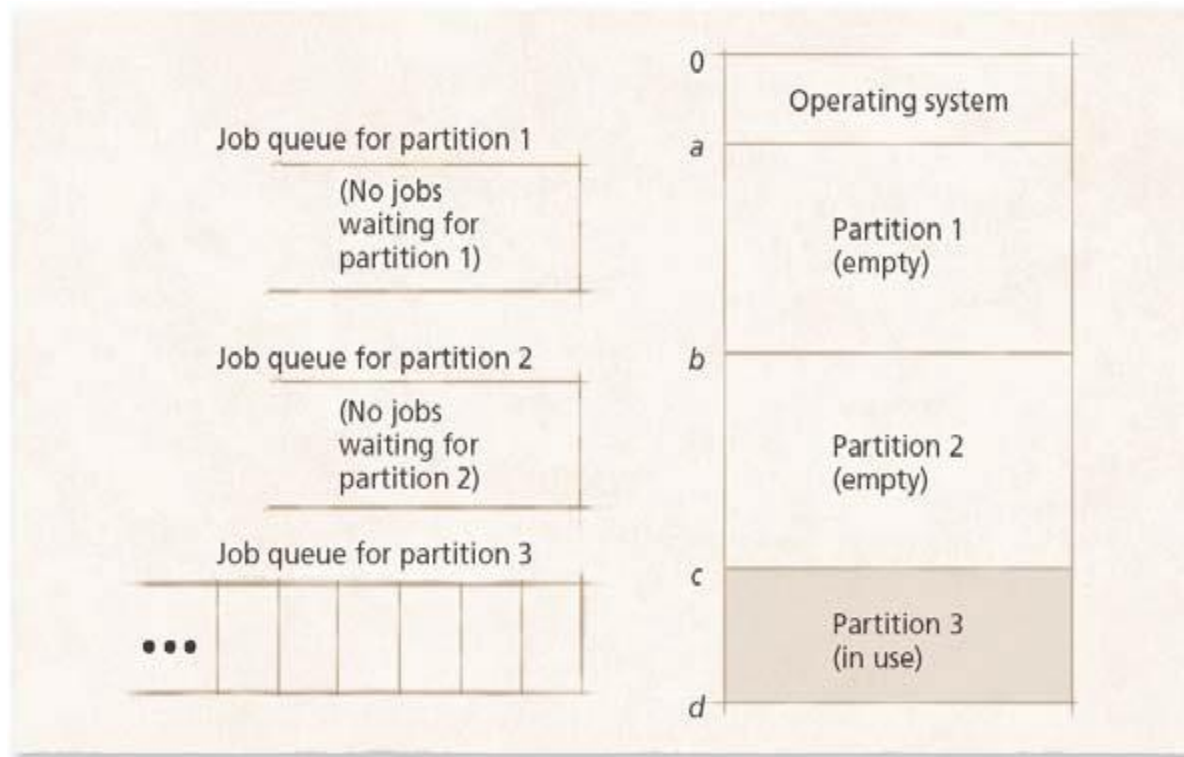 Job queue for partition 1
(No jobs
waiting for
partition 1)
Job queue for partition 2
(No jobs
waiting for
partition 2)
Job queue for partition 3
•••
0
Operating system
a
Partition 1
(empty)
b
Partition 2
(empty)
c
Partition 3
(in use)
d